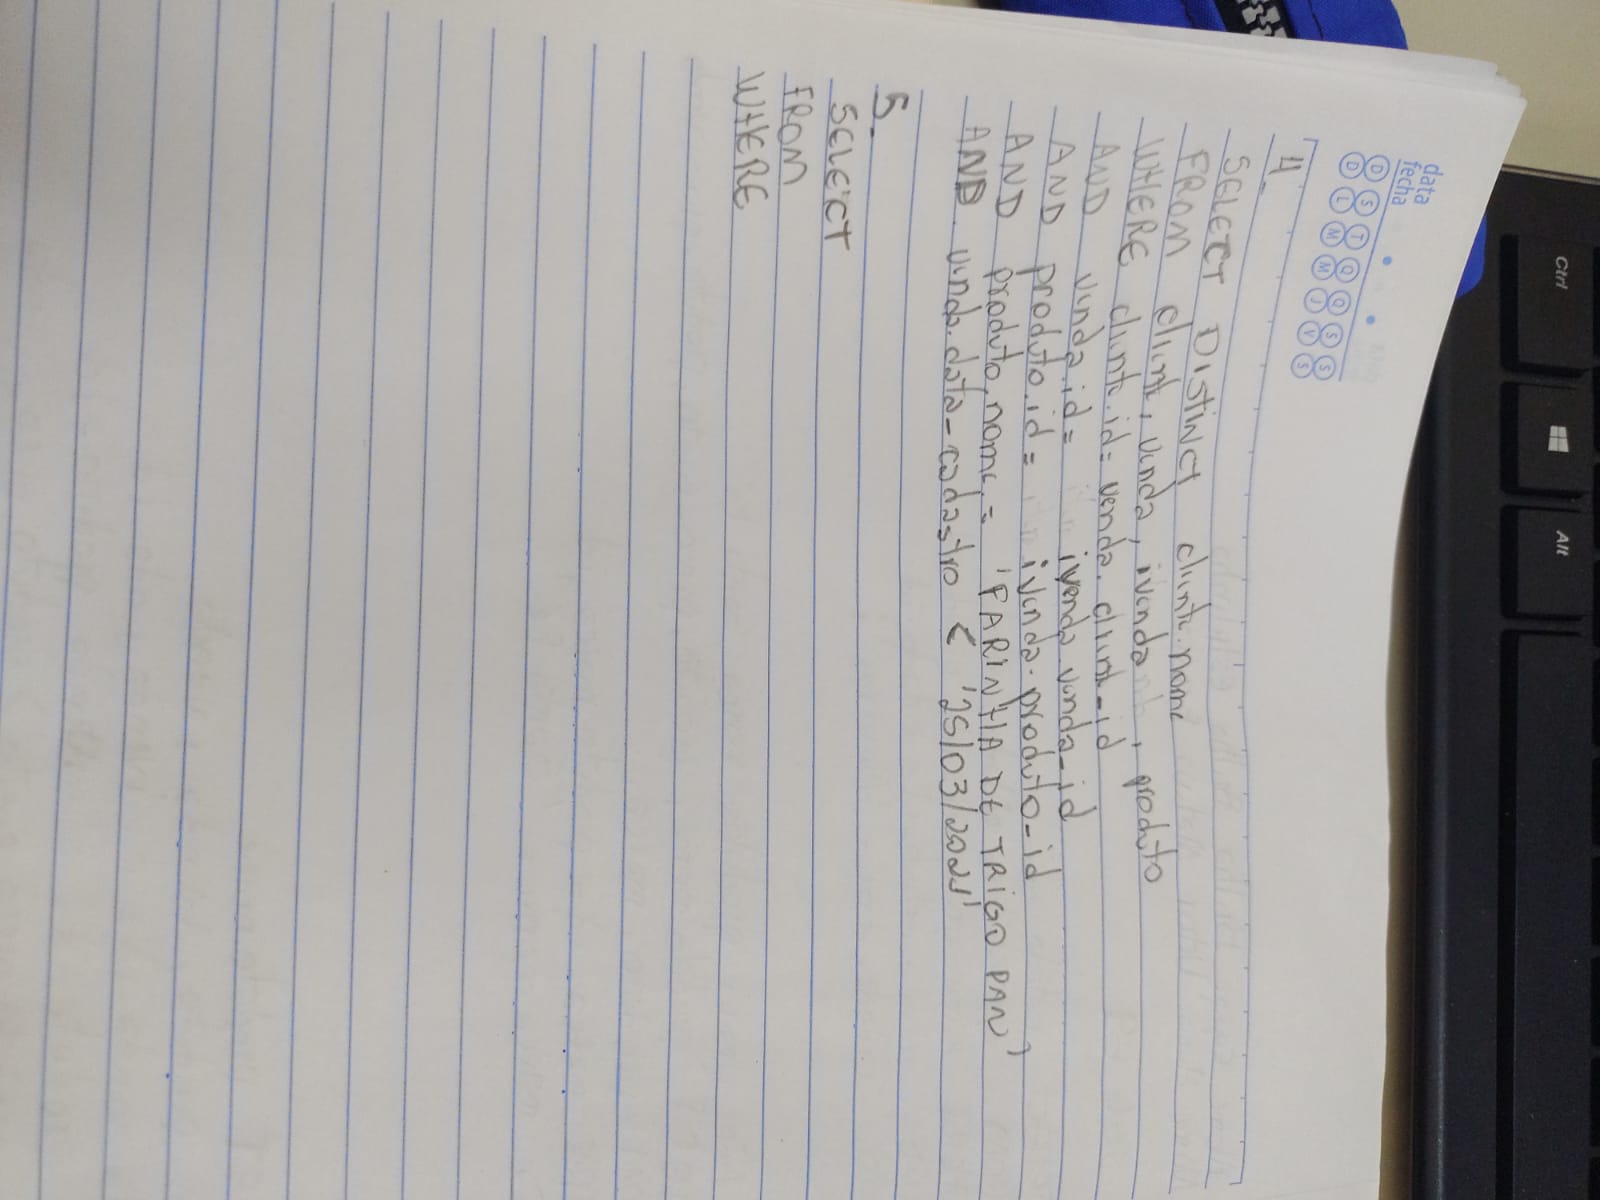 data
fecha
D S T Q Q S S
D L M M J V S
4.
SELECT DISTINCT cliente.nome
FROM cliente, venda, ivenda, produto
WHERE cliente.id = venda.cliente_id
AND venda.id = ivenda.venda_id
AND produto.id = ivenda.produto_id
AND produto.nome = 'FARINHA DE TRIGO PAN'
AND venda.data_cadastro < '25/03/2021'
5.
SELECT
FROM
WHERE
Ctrl
Alt